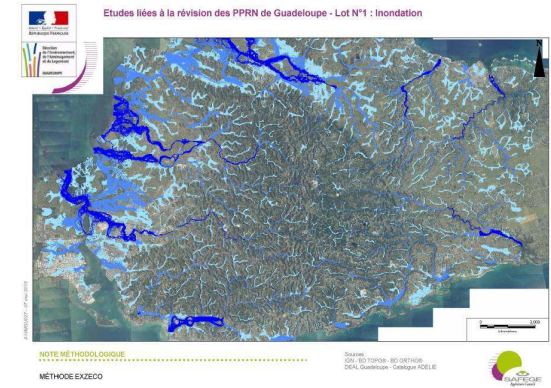 Etudes liées à la révision des PPRN de Guadeloupe - Lot N°1 : Inondation
RÉPUBLIQUE FRANÇAISE
Direction
de l'Environnement,
de l'Aménagement
et du Logement
GUADELOUPE
NOTE MÉTHODOLOGIQUE
MÉTHODE EXZECO
Sources :
IGN - BD TOPO® - BD ORTHO®
DEAL Guadeloupe - Catalogue ADELIE
SAFEGE